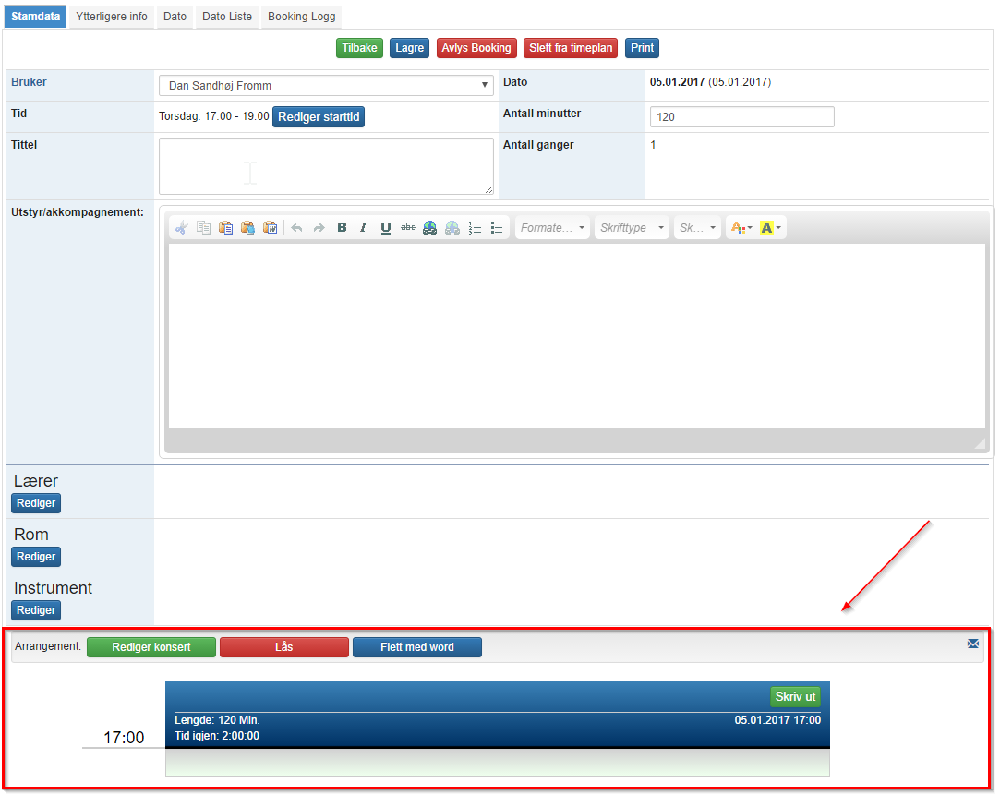 Stamdata Ytterligere info Dato Dato Liste Booking Logg
Tilbake Lagre Avlys Booking Slett fra timeplan Print
Bruker Dan Sandhøj Fromm Dato 05.01.2017 (05.01.2017)
Tid Torsdag: 17:00 - 19:00 Rediger starttid Antall minutter 120
Tittel Antall ganger 1
Utstyr/akkompagnement:
B I U abc Formate... Skrifttype Sk... A A
Lærer
Rediger
Rom
Rediger
Instrument
Rediger
Arrangement: Rediger konsert Lås Flett med word
Skriv ut
Lengde: 120 Min. 05.01.2017 17:00
Tid igjen: 2:00:00
17:00